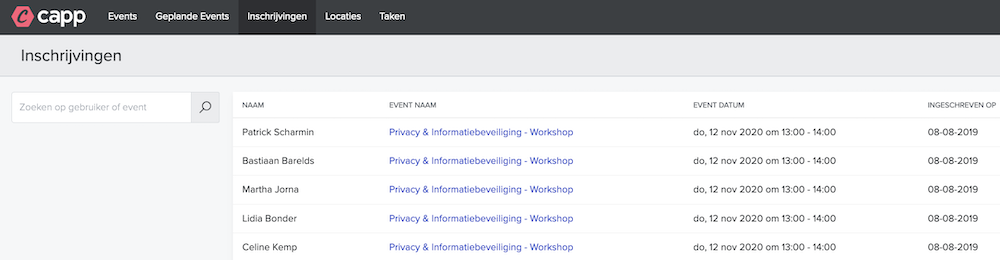 capp Events Geplande Events Inschrijvingen Locaties Taken
Inschrijvingen
Zoeken op gebruiker of event
NAAM EVENT NAAM EVENT DATUM INGESCHREVEN OP
Patrick Scharmin Privacy & Informatiebeveiliging - Workshop do, 12 nov 2020 om 13:00 - 14:00 08-08-2019
Bastiaan Barelds Privacy & Informatiebeveiliging - Workshop do, 12 nov 2020 om 13:00 - 14:00 08-08-2019
Martha Jorna Privacy & Informatiebeveiliging - Workshop do, 12 nov 2020 om 13:00 - 14:00 08-08-2019
Lidia Bonder Privacy & Informatiebeveiliging - Workshop do, 12 nov 2020 om 13:00 - 14:00 08-08-2019
Celine Kemp Privacy & Informatiebeveiliging - Workshop do, 12 nov 2020 om 13:00 - 14:00 08-08-2019